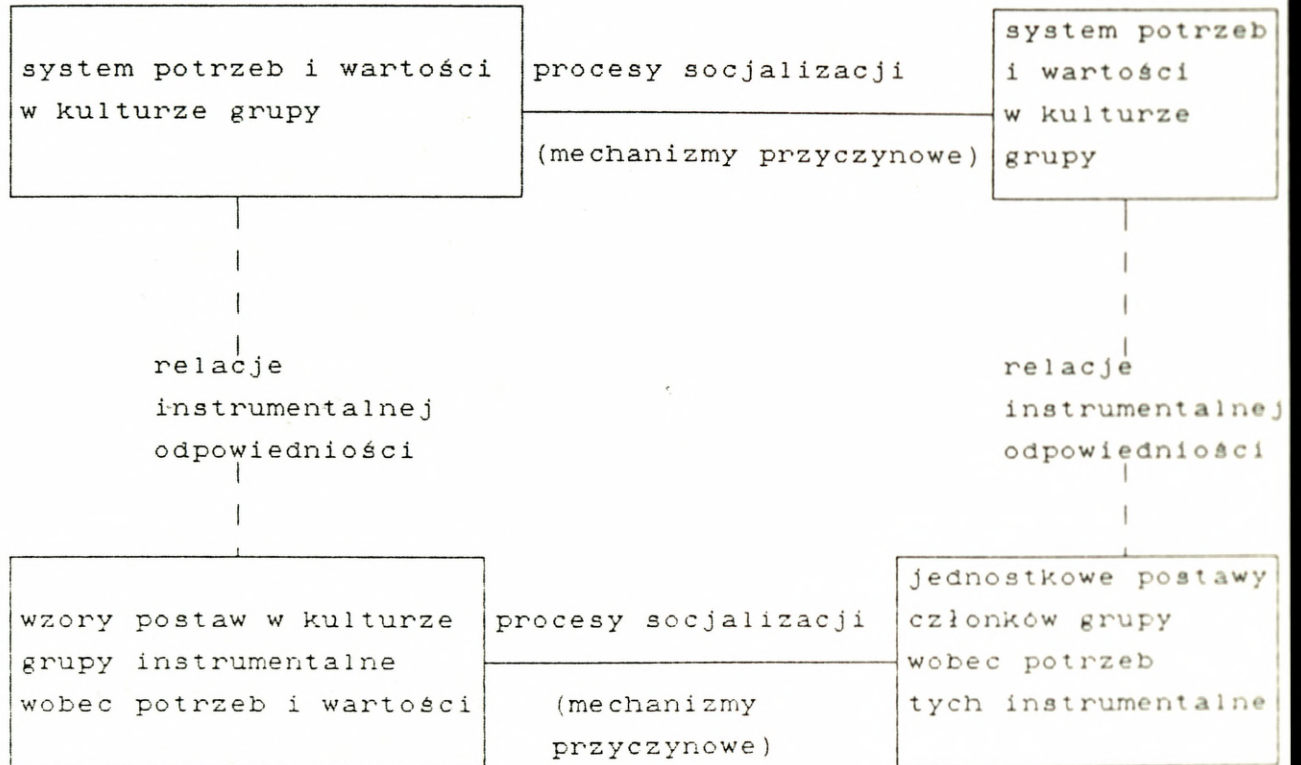 system potrzeb i wartości
w kulturze grupy
procesy socjalizacji
(mechanizmy przyczynowe)
system potrzeb
i wartości
w kulturze
grupy
relacje
instrumentalnej
odpowiedniości
relacje
instrumentalnej
odpowiedniości
wzory postaw w kulturze
grupy instrumentalne
wobec potrzeb i wartości
procesy socjalizacji
(mechanizmy
przyczynowe)
jednostkowe postawy
członków grupy
wobec potrzeb
tych instrumentalne